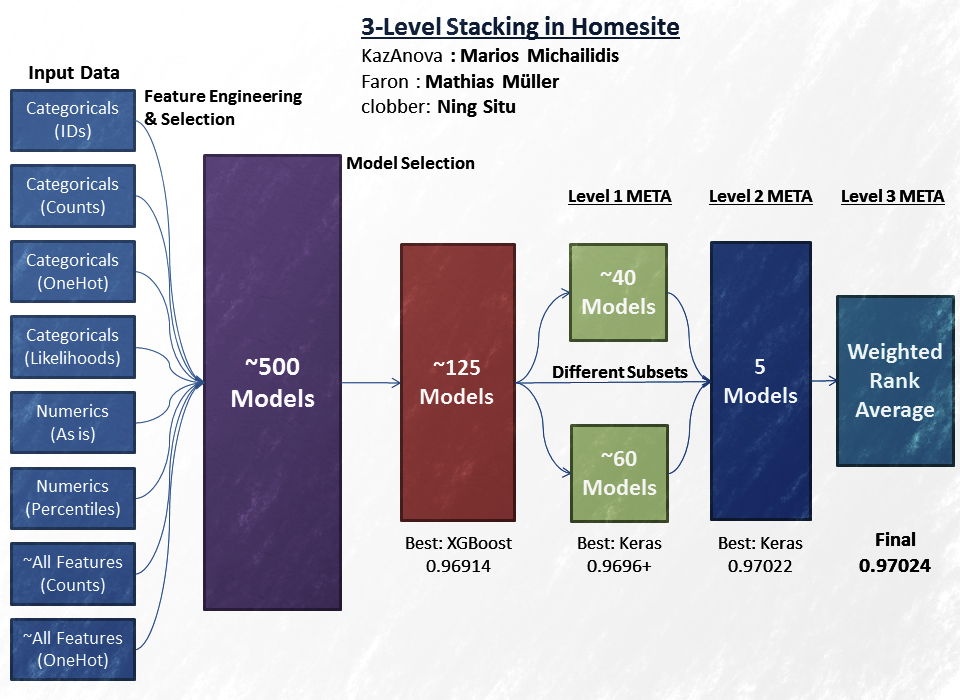 3-Level Stacking in Homesite
KazAnova : Marios Michailidis
Faron : Mathias Müller
clobber: Ning Situ
Input Data
Feature Engineering
& Selection
Categoricals
(IDs)
Categoricals
(Counts)
Categoricals
(OneHot)
Categoricals
(Likelihoods)
Numerics
(As is)
Numerics
(Percentiles)
~All Features
(Counts)
~All Features
(OneHot)
~500
Models
Model Selection
~125
Models
Best: XGBoost
0.96914
Level 1 META
~40
Models
Different Subsets
~60
Models
Best: Keras
0.9696+
Level 2 META
5
Models
Best: Keras
0.97022
Level 3 META
Weighted
Rank
Average
Final
0.97024